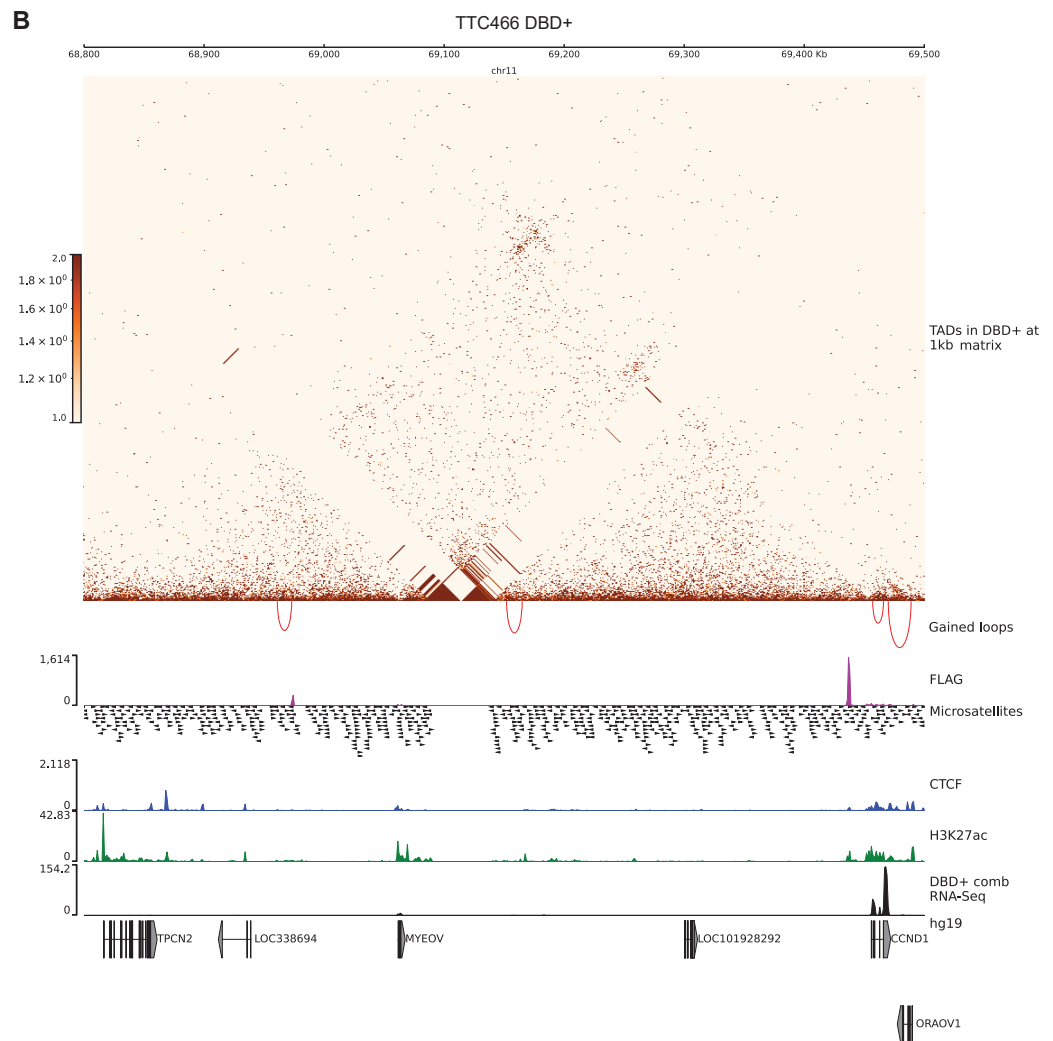 B
TTC466 DBD+
68,800 68,900 69,000 69,100 69,200 69,300 69,400 Kb 69,500
chr11
2.0
1.8 × 10⁰
1.6 × 10⁰
1.4 × 10⁰
1.2 × 10⁰
1.0
TADs in DBD+ at
1kb matrix
Gained loops
1,614
0
FLAG
Microsatellites
2.118
0
CTCF
42.83
0
H3K27ac
154.2
0
DBD+ comb
RNA-Seq
hg19
TPCN2 LOC338694 MYEOV LOC101928292 CCND1
ORAOV1